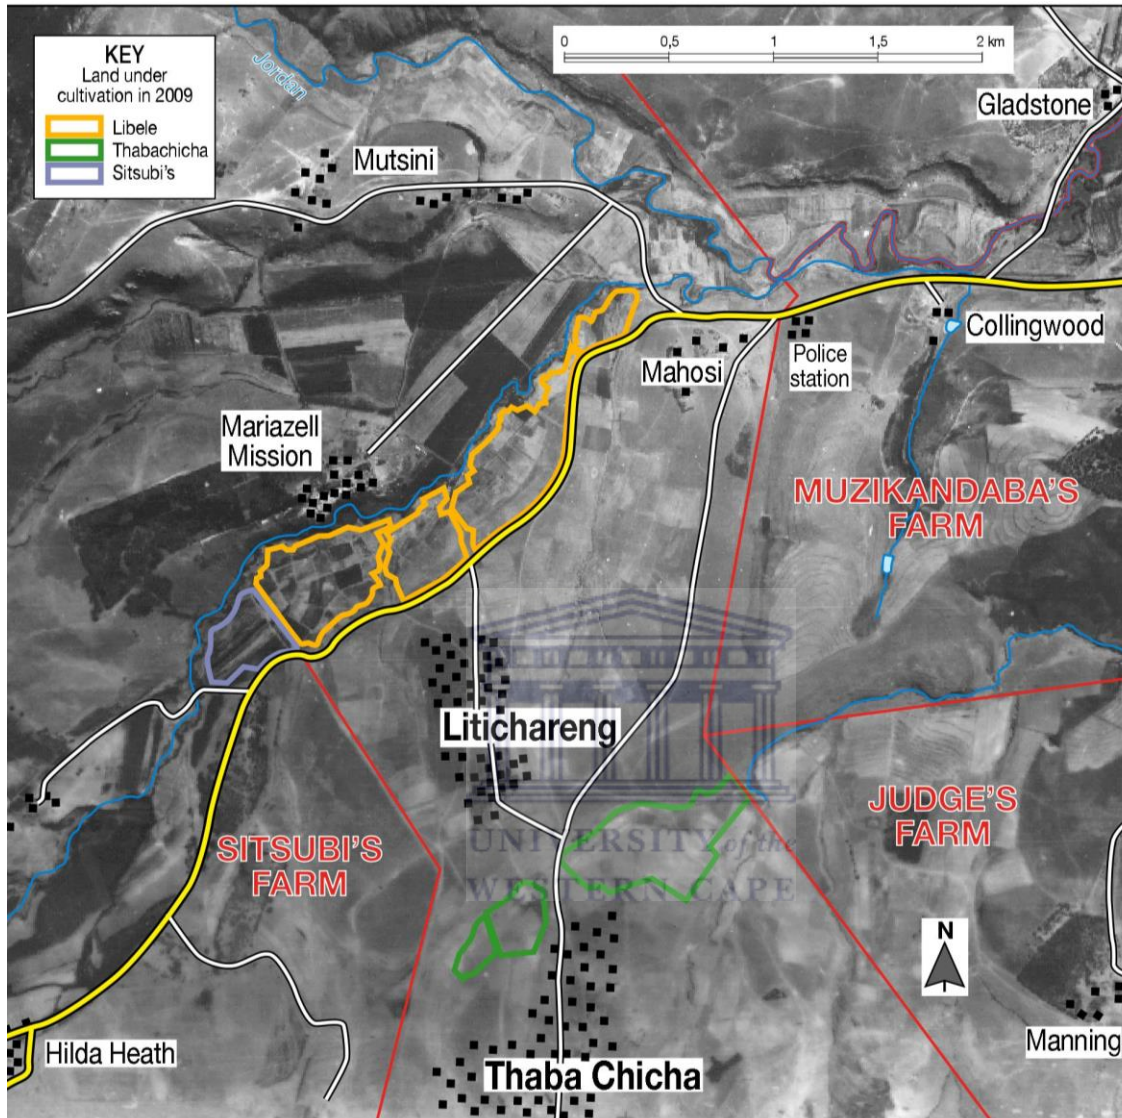 KEY
Land under
cultivation in 2009
Libele
Thabachicha
Sitsubi's
0 0,5 1 1,5 2 km
Jordan
Gladstone
Mutsini
Collingwood
Police
station
Mahosi
Mariazell
Mission
MUZIKANDABA'S
FARM
Litichareng
JUDGE'S
FARM
SITSUBI'S
FARM
UNIVERSITY of the
WESTERN CAPE
N
Manning
Hilda Heath
Thaba Chicha